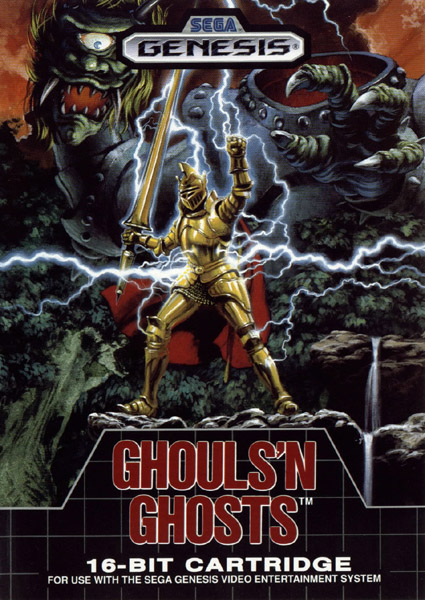 SEGA
GENESIS®
GHOULS'N
GHOSTS™
16-BIT CARTRIDGE
FOR USE WITH THE SEGA GENESIS VIDEO ENTERTAINMENT SYSTEM